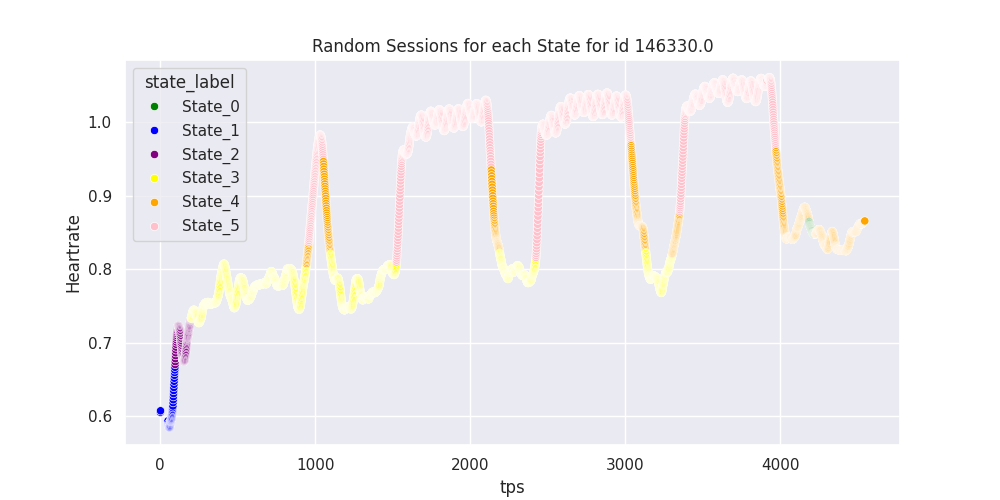 Random Sessions for each State for id 146330.0
state_label
State_0
State_1
State_2
State_3
State_4
State_5
Heartrate
1.0
0.9
0.8
0.7
0.6
0
1000
2000
3000
4000
tps